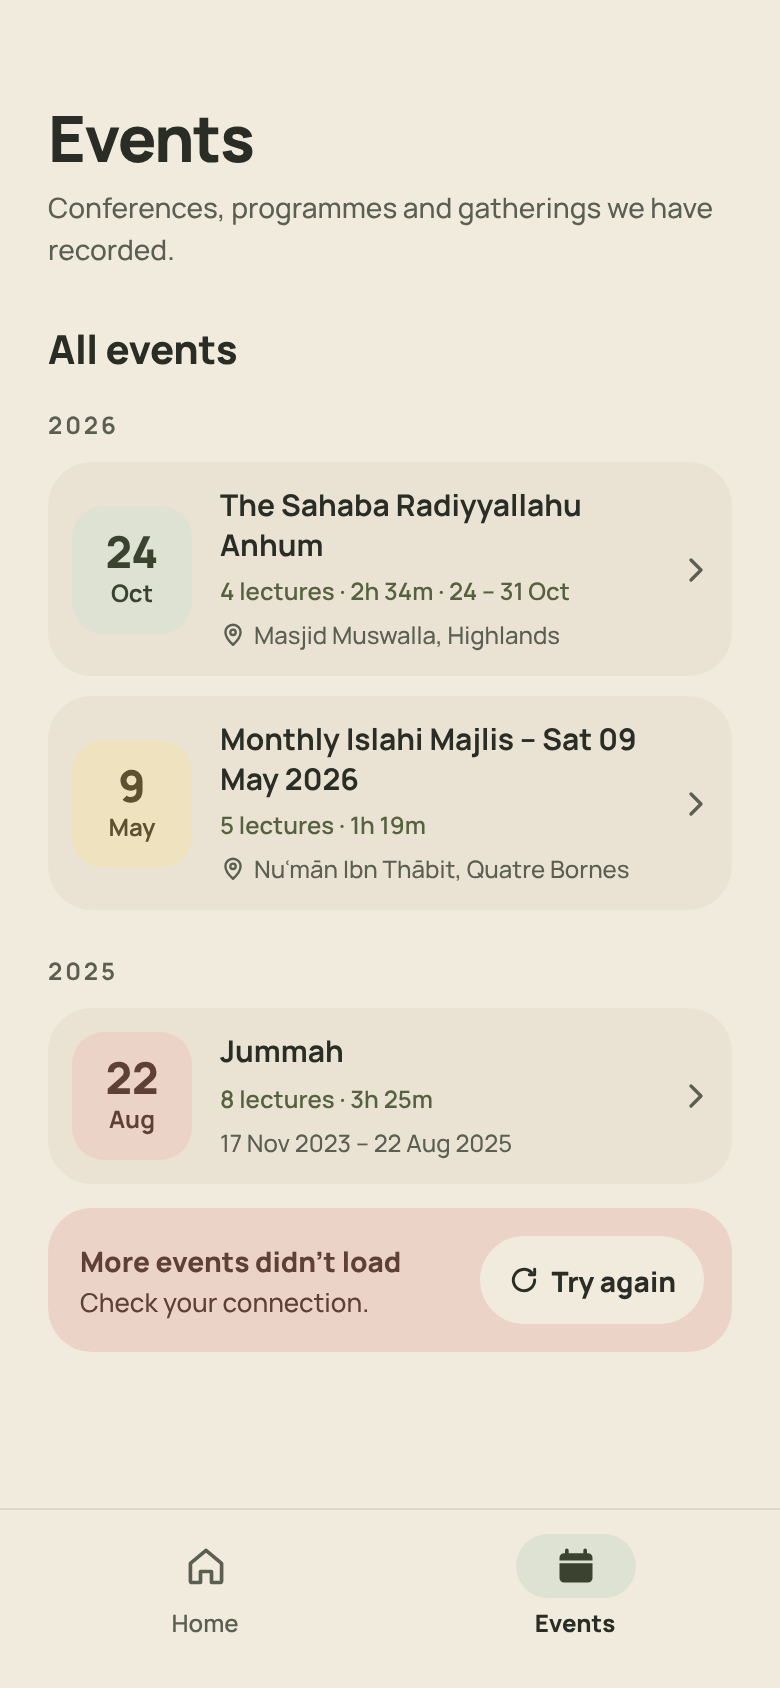 Events
Conferences, programmes and gatherings we have
recorded.
All events
2026
24
Oct
The Sahaba Radiyyallahu
Anhum
4 lectures · 2h 34m · 24 – 31 Oct
Masjid Muswalla, Highlands
9
May
Monthly Islahi Majlis – Sat 09
May 2026
5 lectures · 1h 19m
Nuʿmān Ibn Thābit, Quatre Bornes
2025
22
Aug
Jummah
8 lectures · 3h 25m
17 Nov 2023 – 22 Aug 2025
More events didn’t load
Check your connection.
Try again
Home
Events